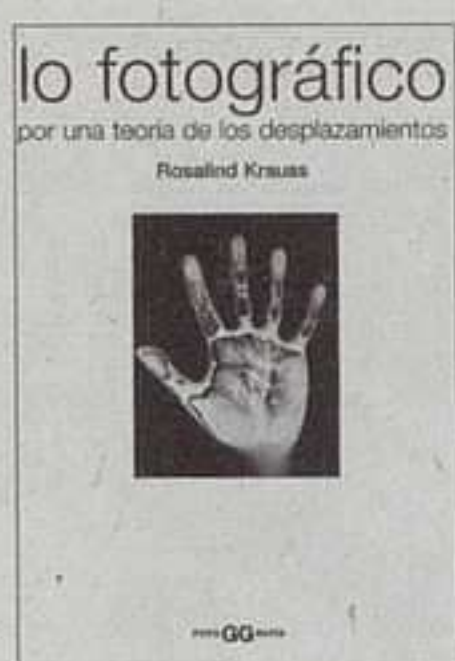 lo fotográfico
por una teoría de los desplazamientos
Rosalind Krauss
GG